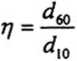 η = d₆₀ / d₁₀